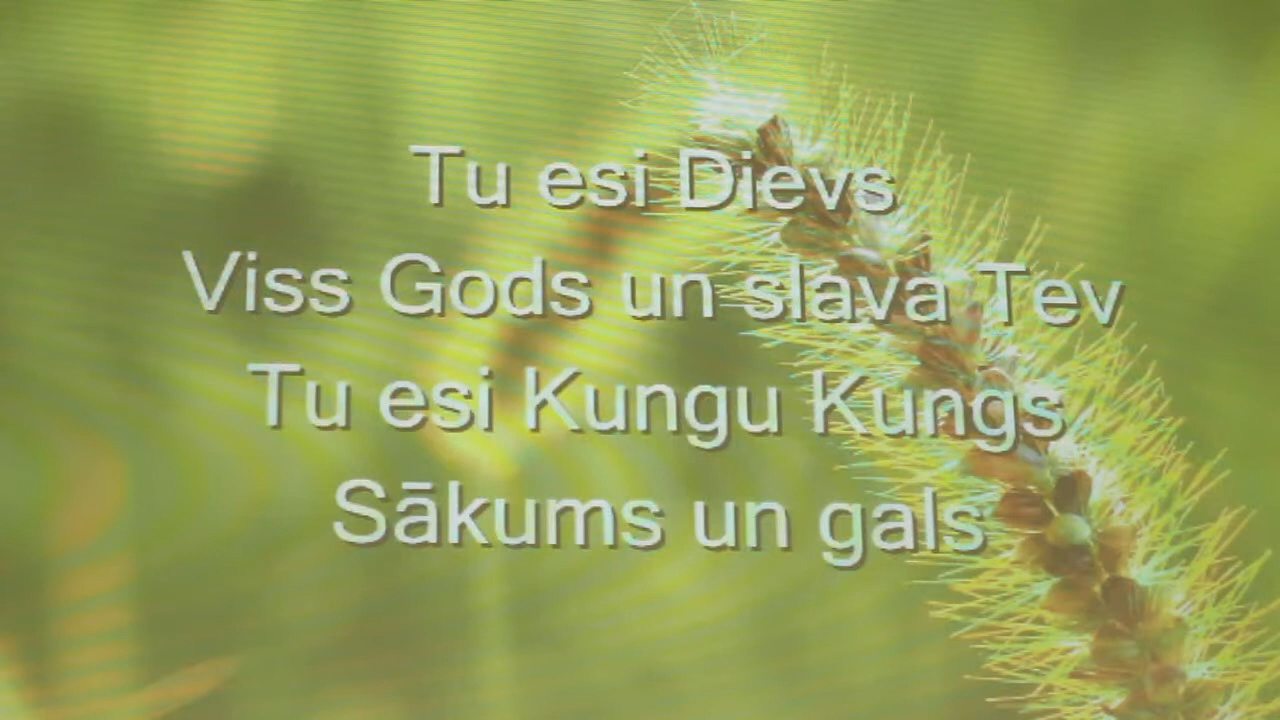 Tu esi Dievs
Viss Gods un slava Tev
Tu esi Kungu Kungs
Sākums un gals